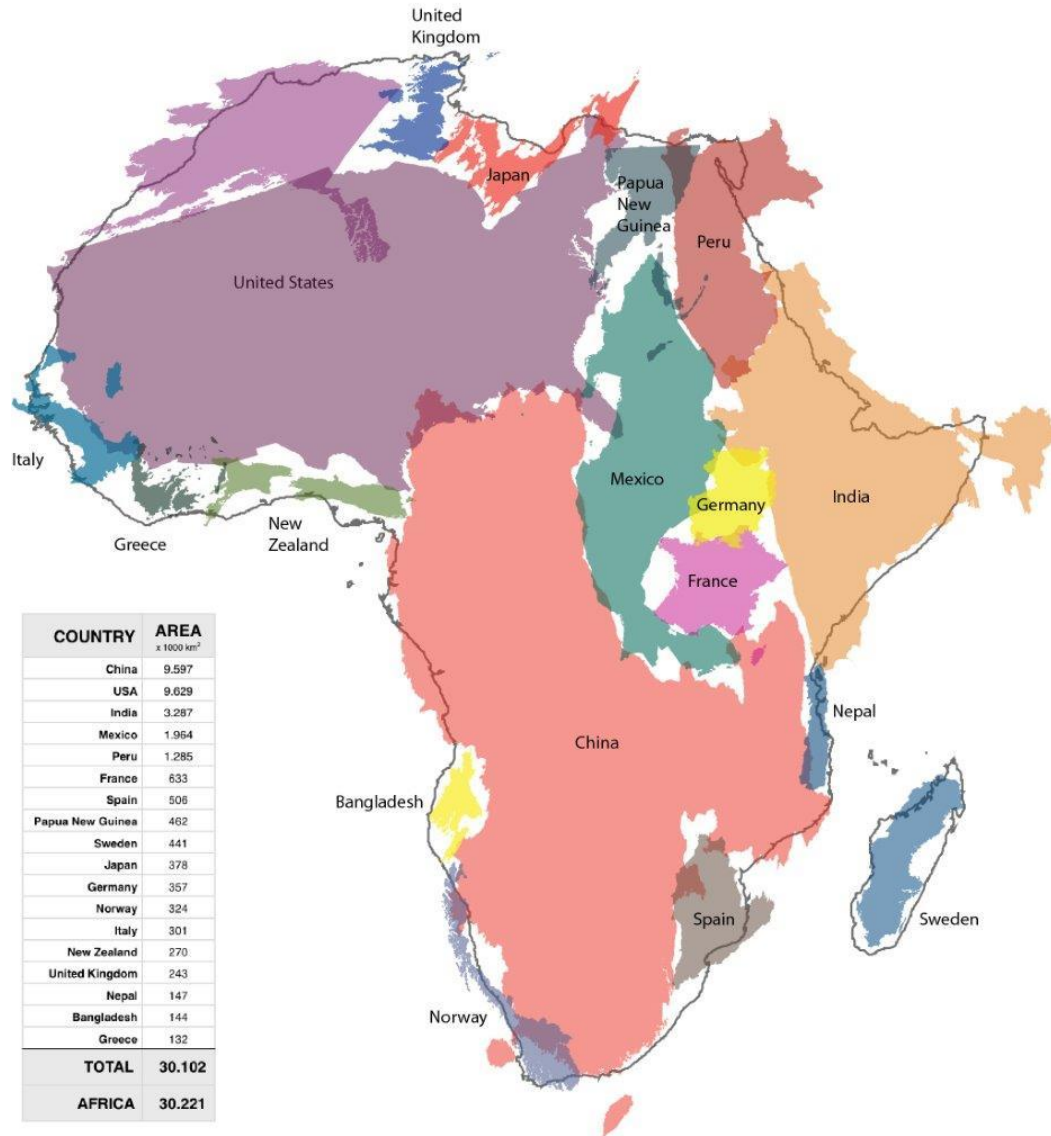 United
Kingdom
Japan
Papua
New
Guinea
Peru
United States
Italy
Mexico
Germany
India
Greece
New
Zealand
France
China
Nepal
Bangladesh
Spain
Sweden
Norway
COUNTRY AREA
x 1000 km²
China 9.597
USA 9.629
India 3.287
Mexico 1.964
Peru 1.285
France 633
Spain 506
Papua New Guinea 462
Sweden 441
Japan 378
Germany 357
Norway 324
Italy 301
New Zealand 270
United Kingdom 243
Nepal 147
Bangladesh 144
Greece 132
TOTAL 30.102
AFRICA 30.221